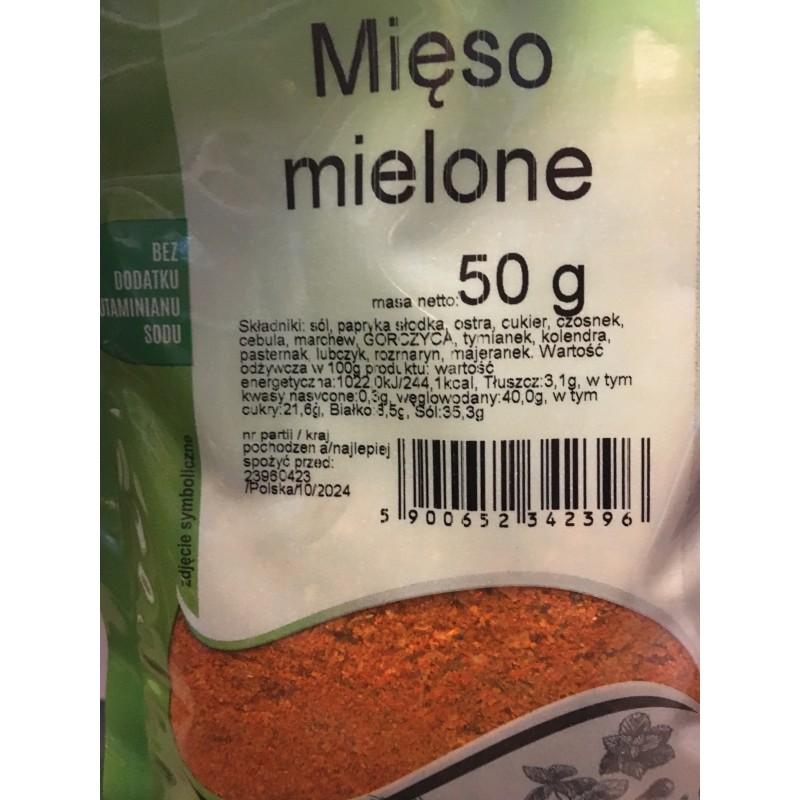 Mięso
mielone
BEZ
DODATKU
UTAMINIANU
SODU
masa netto: 50 g
Składniki: sól, papryka słodka, ostra, cukier, czosnek,
cebula, marchew, GORCZYCA, tymianek, kolendra,
pasternak, lubczyk, rozmaryn, majeranek. Wartość
odżywcza w 100g produktu: wartość
energetyczna:1022,0kJ/244,1kcal, Tłuszcz:3,1g, w tym
kwasy nasycone:0,3g, węglowodany:40,0g, w tym
cukry:21,6g, Białko: Sól:35,3g
nr partii / kraj
pochodzenia/najlepiej
spożyć przed:
23960423
/Polska/10/2024
5 900652 342396
zdjęcie symboliczne